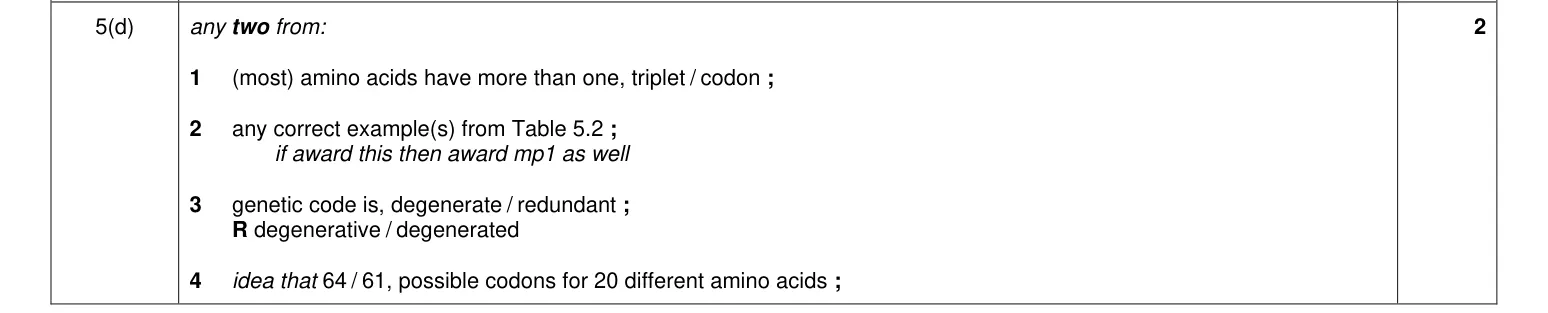 5(d) any two from: 2
1 (most) amino acids have more than one, triplet / codon ;
2 any correct example(s) from Table 5.2 ;
if award this then award mp1 as well
3 genetic code is, degenerate / redundant ;
R degenerative / degenerated
4 idea that 64 / 61, possible codons for 20 different amino acids ;